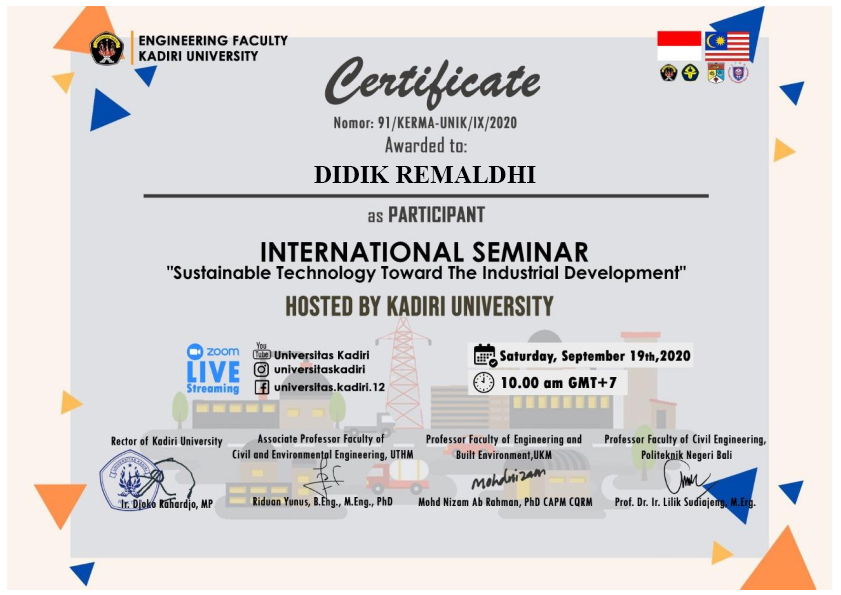 ENGINEERING FACULTY
KADIRI UNIVERSITY
Certificate
Nomor: 91/KERMA-UNIK/IX/2020
Awarded to:
DIDIK REMALDHI
as PARTICIPANT
INTERNATIONAL SEMINAR
"Sustainable Technology Toward The Industrial Development"
HOSTED BY KADIRI UNIVERSITY
zoom
LIVE
Streaming
You
Tube
Universitas Kadiri
universitaskadiri
universitas.kadiri.12
Saturday, September 19th,2020
10.00 am GMT+7
Rector of Kadiri University
Ir. Djoko Rahardjo, MP
Associate Professor Faculty of
Civil and Environmental Engineering, UTHM
Riduan Yunus, B.Eng., M.Eng., PhD
Professor Faculty of Engineering and
Built Environment,UKM
mohdnizam
Mohd Nizam Ab Rahman, PhD CAPM CQRM
Professor Faculty of Civil Engineering,
Politeknik Negeri Bali
Prof. Dr. Ir. Lilik Sudiajeng, M.Erg.